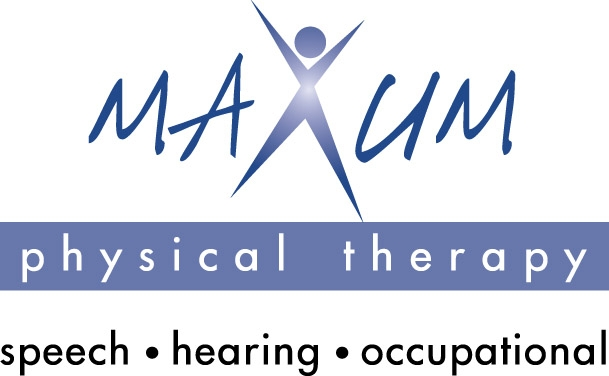 MAXUM
physical therapy
speech • hearing • occupational